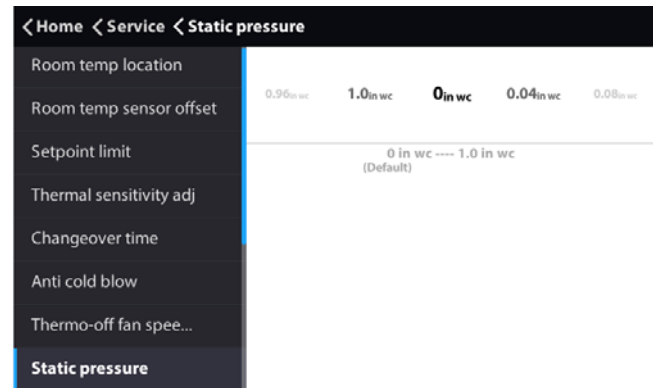 < Home < Service < Static pressure
Room temp location
Room temp sensor offset
Setpoint limit
Thermal sensitivity adj
Changeover time
Anti cold blow
Thermo-off fan spee...
Static pressure
0.96in wc 1.0in wc 0in wc 0.04in wc 0.08in wc
0 in wc ---- 1.0 in wc
(Default)